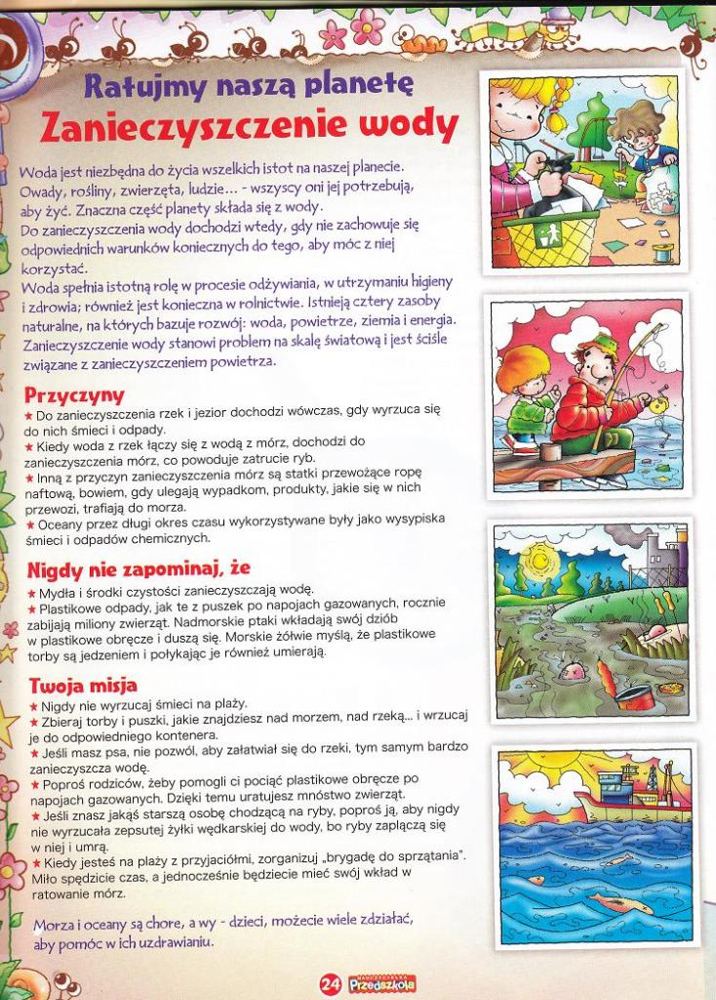 Ratujmy naszą planetę
Zanieczyszczenie wody
Woda jest niezbędna do życia wszelkich istot na naszej planecie.
Owady, rośliny, zwierzęta, ludzie... - wszyscy oni jej potrzebują,
aby żyć. Znaczna część planety składa się z wody.
Do zanieczyszczenia wody dochodzi wtedy, gdy nie zachowuje się
odpowiednich warunków koniecznych do tego, aby móc z niej
korzystać.
Woda spełnia istotną rolę w procesie odżywiania, w utrzymaniu higieny
i zdrowia; również jest konieczna w rolnictwie. Istnieją cztery zasoby
naturalne, na których bazuje rozwój: woda, powietrze, ziemia i energia.
Zanieczyszczenie wody stanowi problem na skalę światową i jest ściśle
związane z zanieczyszczeniem powietrza.
Przyczyny
★ Do zanieczyszczenia rzek i jezior dochodzi wówczas, gdy wyrzuca się
do nich śmieci i odpady.
★ Kiedy woda z rzek łączy się z wodą z mórz, dochodzi do
zanieczyszczenia mórz, co powoduje zatrucie ryb.
★ Inną z przyczyn zanieczyszczenia mórz są statki przewożące ropę
naftową, bowiem, gdy ulegają wypadkom, produkty, jakie się w nich
przewozi, trafiają do morza.
★ Oceany przez długi okres czasu wykorzystywane były jako wysypiska
śmieci i odpadów chemicznych.
Nigdy nie zapominaj, że
★ Mydła i środki czystości zanieczyszczają wodę.
★ Plastikowe odpady, jak te z puszek po napojach gazowanych, rocznie
zabijają miliony zwierząt. Nadmorskie ptaki wkładają swój dziób
w plastikowe obręcze i duszą się. Morskie żółwie myślą, że plastikowe
torby są jedzeniem i połykając je również umierają.
Twoja misja
★ Nigdy nie wyrzucaj śmieci na plaży.
★ Zbieraj torby i puszki, jakie znajdziesz nad morzem, nad rzeką... i wrzucaj
je do odpowiedniego kontenera.
★ Jeśli masz psa, nie pozwól, aby załatwiał się do rzeki, tym samym bardzo
zanieczyszcza wodę.
★ Poproś rodziców, żeby pomogli ci pociąć plastikowe obręcze po
napojach gazowanych. Dzięki temu uratujesz mnóstwo zwierząt.
★ Jeśli znasz jakąś starszą osobę chodzącą na ryby, poproś ją, aby nigdy
nie wyrzucała zepsutej żyłki wędkarskiej do wody, bo ryby zaplączą się
w niej i umrą.
★ Kiedy jesteś na plaży z przyjaciółmi, zorganizuj „brygadę do sprzątania".
Miło spędzicie czas, a jednocześnie będziecie mieć swój wkład w
ratowanie mórz.
Morza i oceany są chore, a wy - dzieci, możecie wiele zdziałać,
aby pomóc w ich uzdrawianiu.
24 NAUCZYCIELKA
Przedszkola